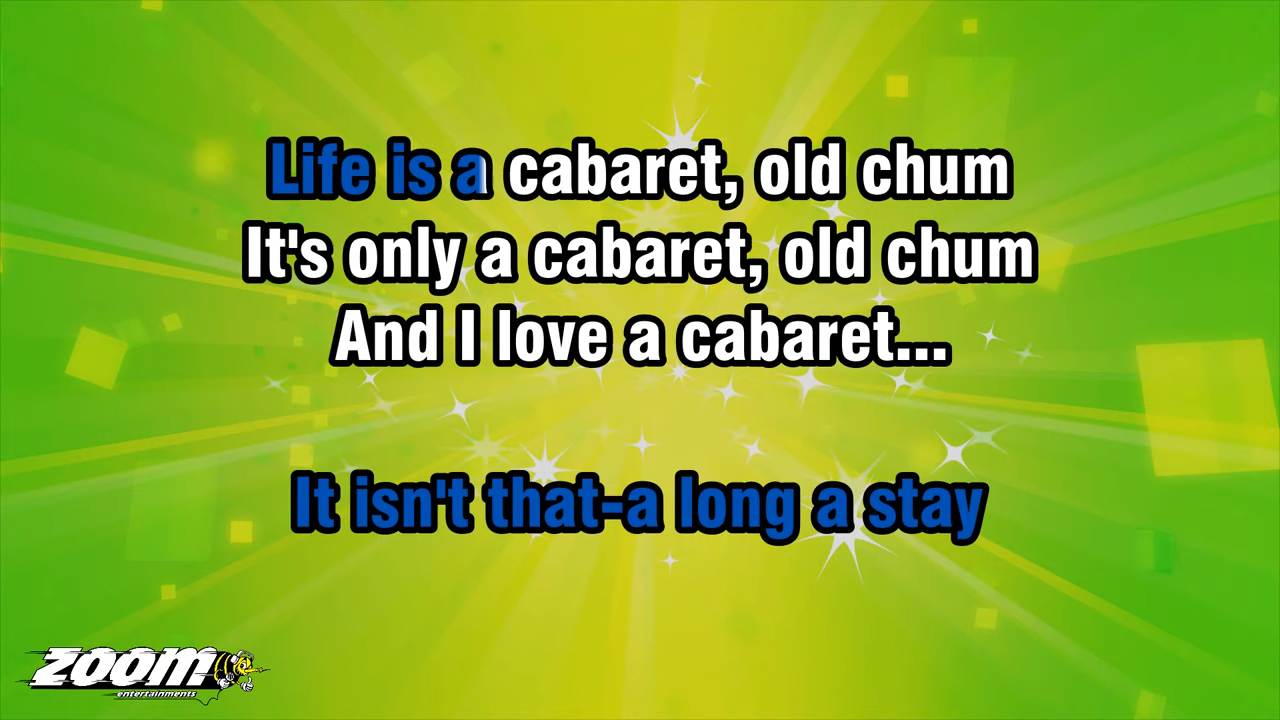 Life is a cabaret, old chum
It's only a cabaret, old chum
And I love a cabaret...
It isn't that-a long a stay
zoom
entertainments